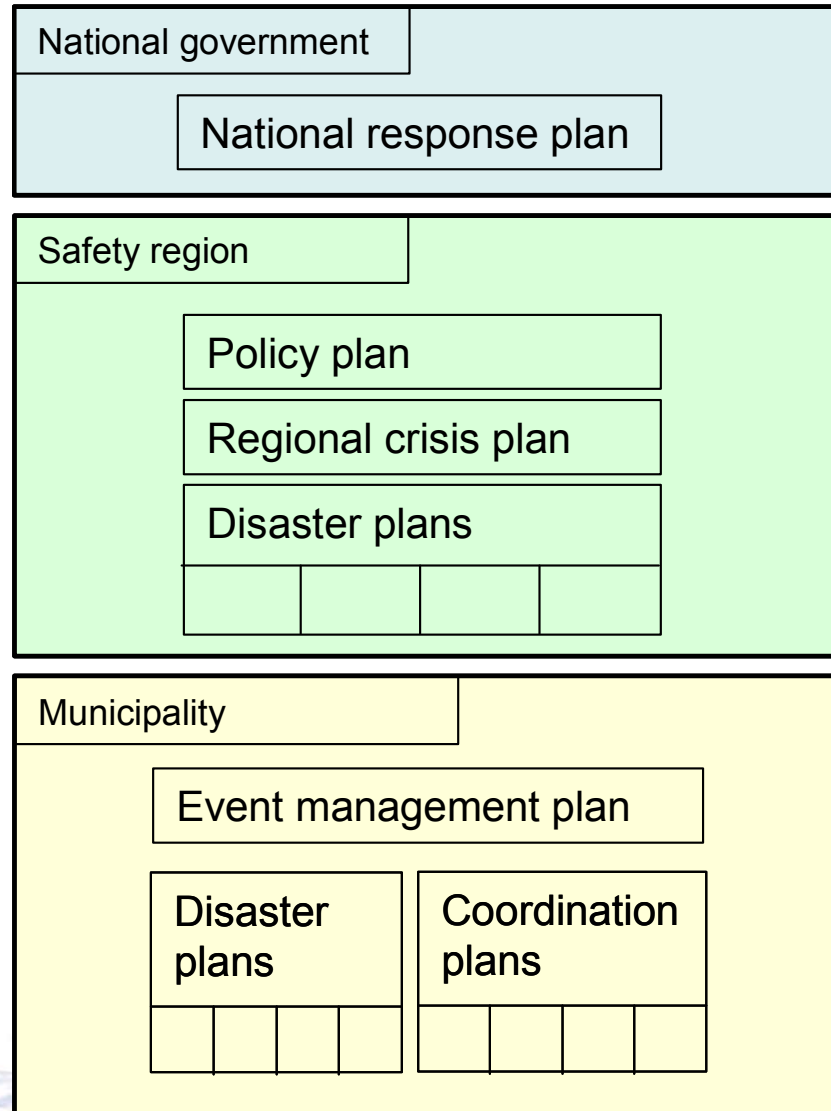 National government
National response plan
Safety region
Policy plan
Regional crisis plan
Disaster plans
Municipality
Event management plan
Disaster
plans
Coordination
plans